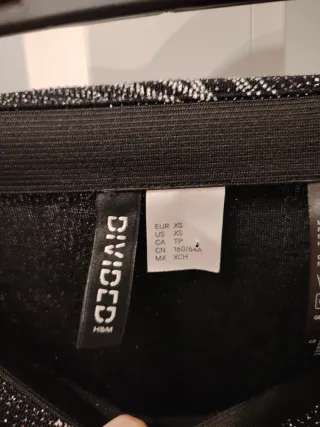 DIVIDED
H&M
EUR XS
US XS
CA TP
CN 160/64A
MX XCH